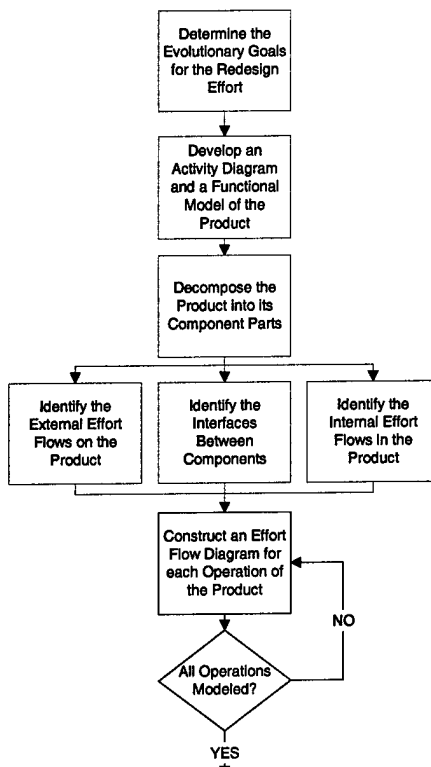 Determine the
Evolutionary Goals
for the Redesign
Effort
Develop an
Activity Diagram
and a Functional
Model of the
Product
Decompose the
Product into its
Component Parts
Identify the
External Effort
Flows on the
Product
Identify the
Interfaces
Between
Components
Identify the
Internal Effort
Flows in the
Product
Construct an Effort
Flow Diagram for
each Operation of
the Product
NO
All Operations
Modeled?
YES